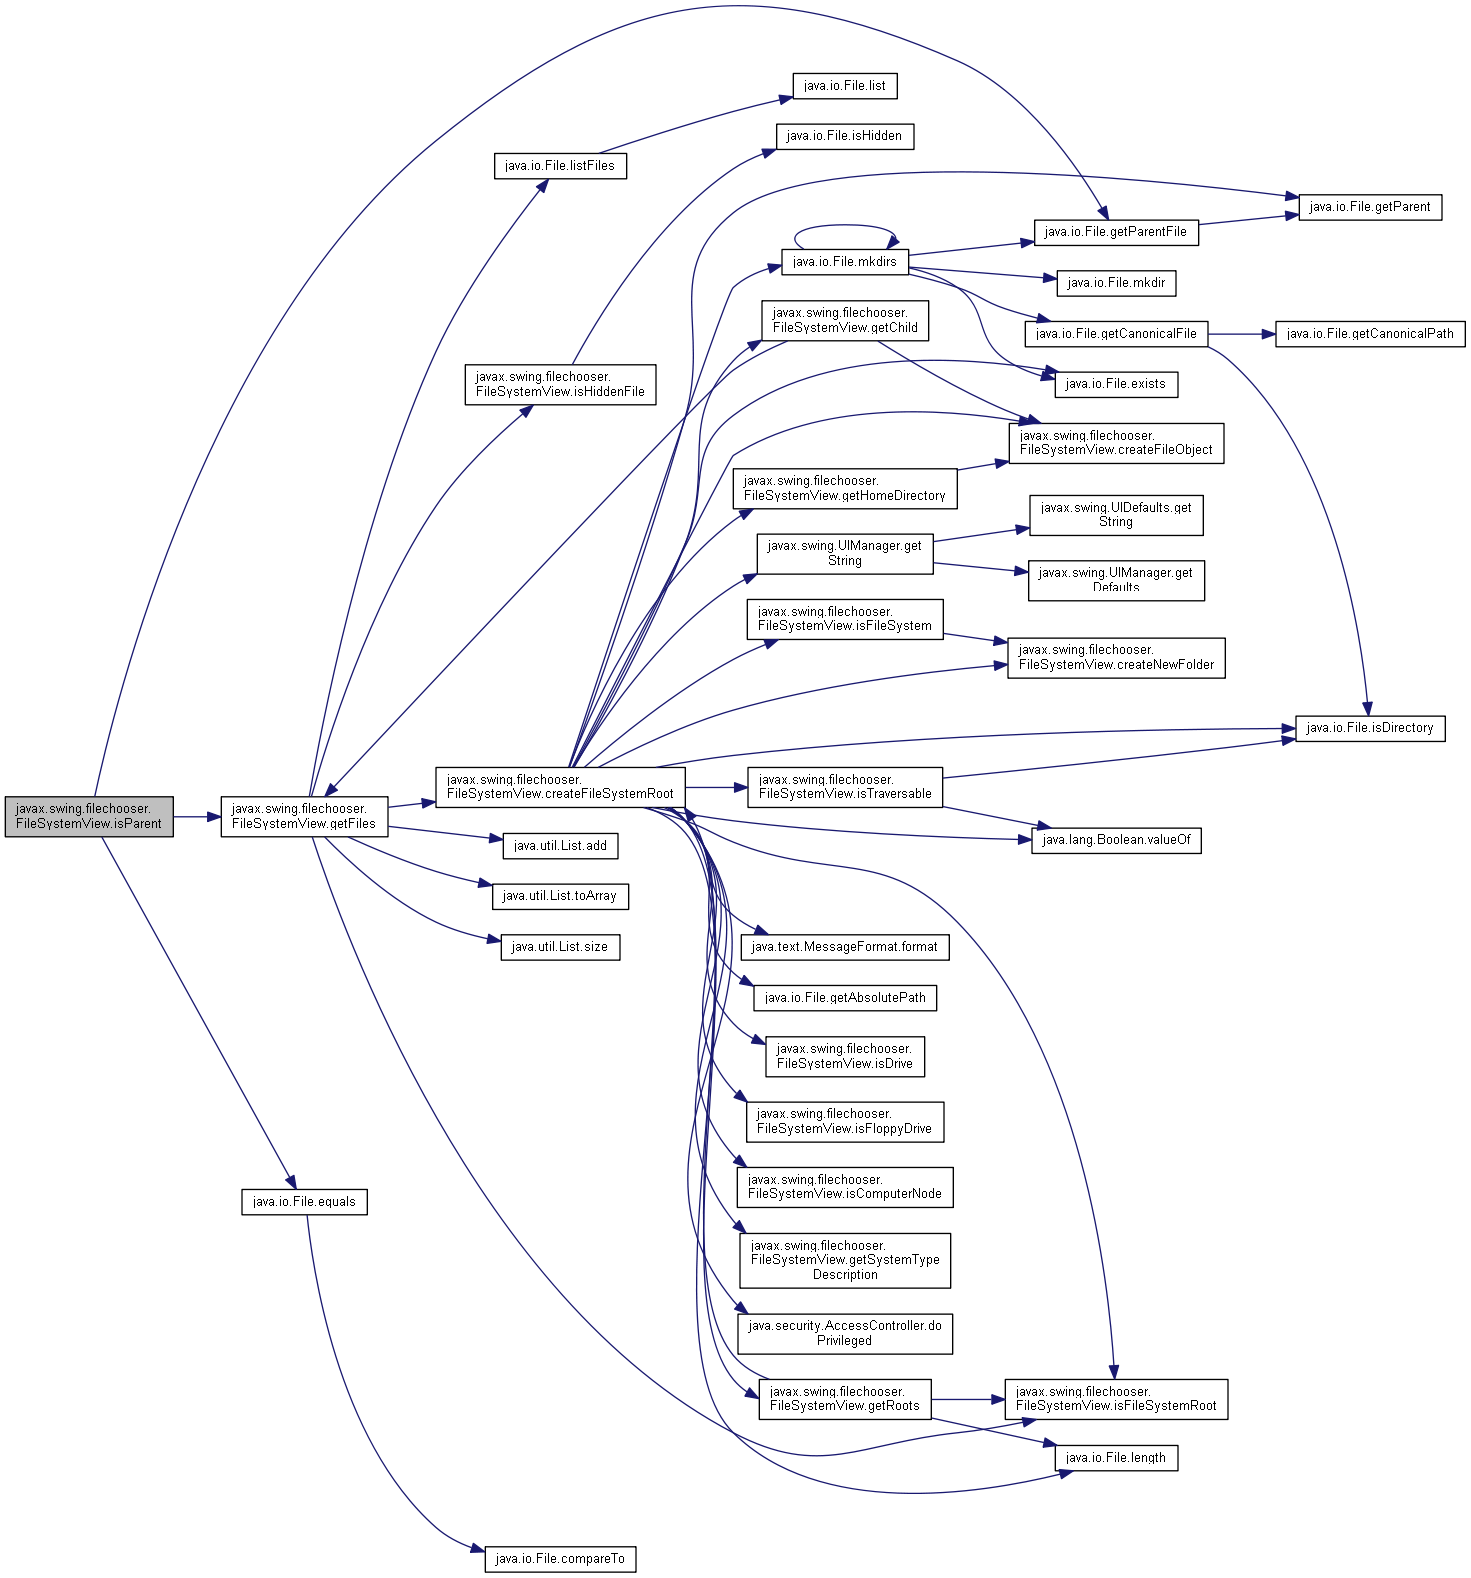 java.io.File.list
java.io.File.isHidden
java.io.File.listFiles
java.io.File.getParent
java.io.File.getParentFile
java.io.File.mkdirs
java.io.File.mkdir
javax.swing.filechooser.
FileSystemView.getChild
java.io.File.getCanonicalFile
java.io.File.getCanonicalPath
javax.swing.filechooser.
FileSystemView.isHiddenFile
java.io.File.exists
javax.swing.filechooser.
FileSystemView.createFileObject
javax.swing.filechooser.
FileSystemView.getHomeDirectory
javax.swing.UIDefaults.get
String
javax.swing.UIManager.get
String
javax.swing.UIManager.get
Defaults
javax.swing.filechooser.
FileSystemView.isFileSystem
javax.swing.filechooser.
FileSystemView.createNewFolder
java.io.File.isDirectory
javax.swing.filechooser.
FileSystemView.createFileSystemRoot
javax.swing.filechooser.
FileSystemView.isTraversable
javax.swing.filechooser.
FileSystemView.isParent
javax.swing.filechooser.
FileSystemView.getFiles
java.util.List.add
java.lang.Boolean.valueOf
java.util.List.toArray
java.util.List.size
java.text.MessageFormat.format
java.io.File.getAbsolutePath
javax.swing.filechooser.
FileSystemView.isDrive
javax.swing.filechooser.
FileSystemView.isFloppyDrive
javax.swing.filechooser.
FileSystemView.isComputerNode
java.io.File.equals
javax.swing.filechooser.
FileSystemView.getSystemType
Description
java.security.AccessController.do
Privileged
javax.swing.filechooser.
FileSystemView.getRoots
javax.swing.filechooser.
FileSystemView.isFileSystemRoot
java.io.File.length
java.io.File.compareTo